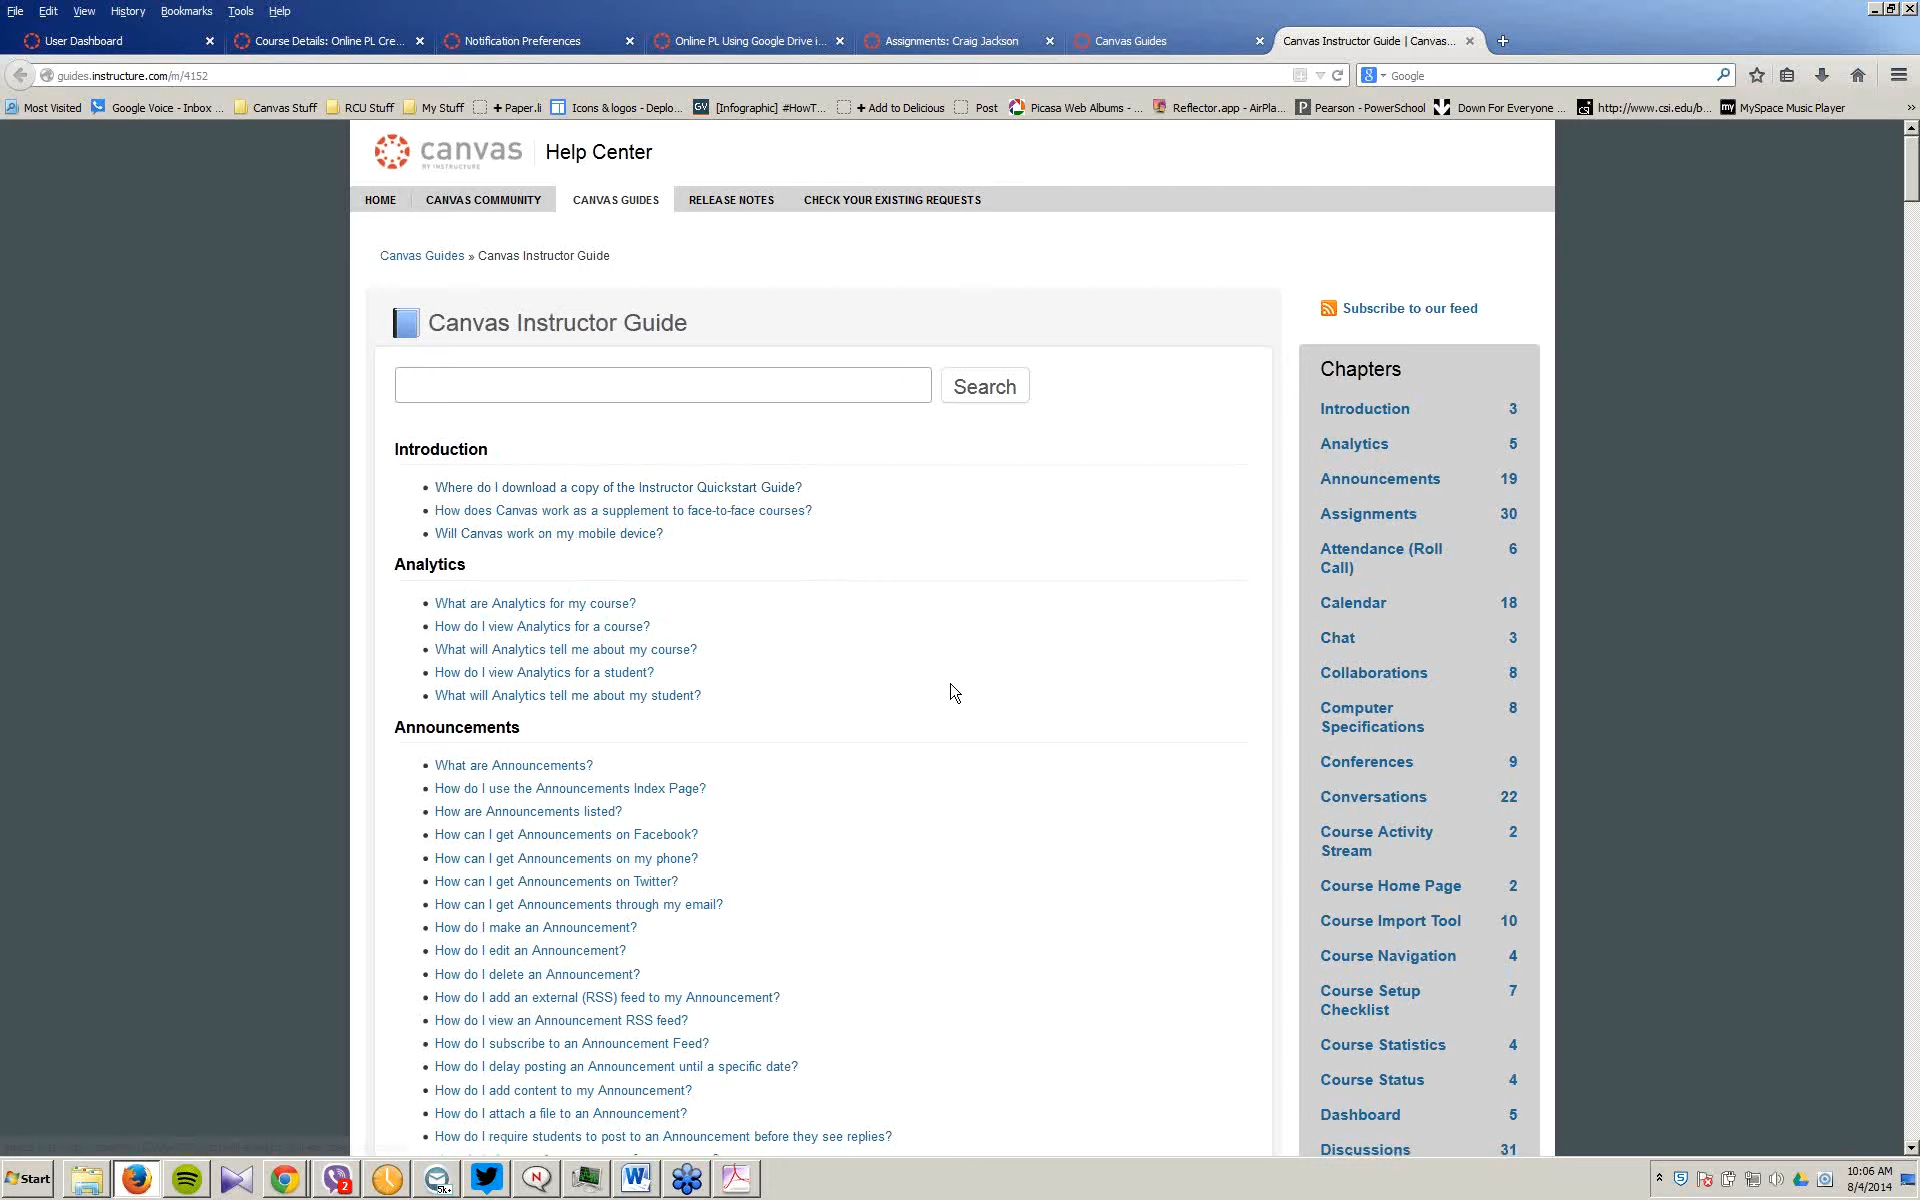 File Edit View History Bookmarks Tools Help
User Dashboard
Course Details: Online PL Cre...
Notification Preferences
Online PL Using Google Drive i...
Assignments: Craig Jackson
Canvas Guides
Canvas Instructor Guide | Canvas...
guides.instructure.com/m/4152
Google
Most Visited Google Voice - Inbox ... Canvas Stuff RCU Stuff My Stuff + Paper.li Icons & logos - Deplo... GV [Infographic] #HowT... + Add to Delicious Post Picasa Web Albums - ... Reflector.app - AirPla... Pearson - PowerSchool Down For Everyone ... http://www.csi.edu/b... my MySpace Music Player
canvas
BY INSTRUCTURE
Help Center
HOME CANVAS COMMUNITY CANVAS GUIDES RELEASE NOTES CHECK YOUR EXISTING REQUESTS
Canvas Guides » Canvas Instructor Guide
Canvas Instructor Guide
Search
Introduction
Where do I download a copy of the Instructor Quickstart Guide?
How does Canvas work as a supplement to face-to-face courses?
Will Canvas work on my mobile device?
Analytics
What are Analytics for my course?
How do I view Analytics for a course?
What will Analytics tell me about my course?
How do I view Analytics for a student?
What will Analytics tell me about my student?
Announcements
What are Announcements?
How do I use the Announcements Index Page?
How are Announcements listed?
How can I get Announcements on Facebook?
How can I get Announcements on my phone?
How can I get Announcements on Twitter?
How can I get Announcements through my email?
How do I make an Announcement?
How do I edit an Announcement?
How do I delete an Announcement?
How do I add an external (RSS) feed to my Announcement?
How do I view an Announcement RSS feed?
How do I subscribe to an Announcement Feed?
How do I delay posting an Announcement until a specific date?
How do I add content to my Announcement?
How do I attach a file to an Announcement?
How do I require students to post to an Announcement before they see replies?
Subscribe to our feed
Chapters
Introduction 3
Analytics 5
Announcements 19
Assignments 30
Attendance (Roll
Call) 6
Calendar 18
Chat 3
Collaborations 8
Computer
Specifications 8
Conferences 9
Conversations 22
Course Activity
Stream 2
Course Home Page 2
Course Import Tool 10
Course Navigation 4
Course Setup
Checklist 7
Course Statistics 4
Course Status 4
Dashboard 5
Discussions 31
Start
2
5k+
10:06 AM
8/4/2014